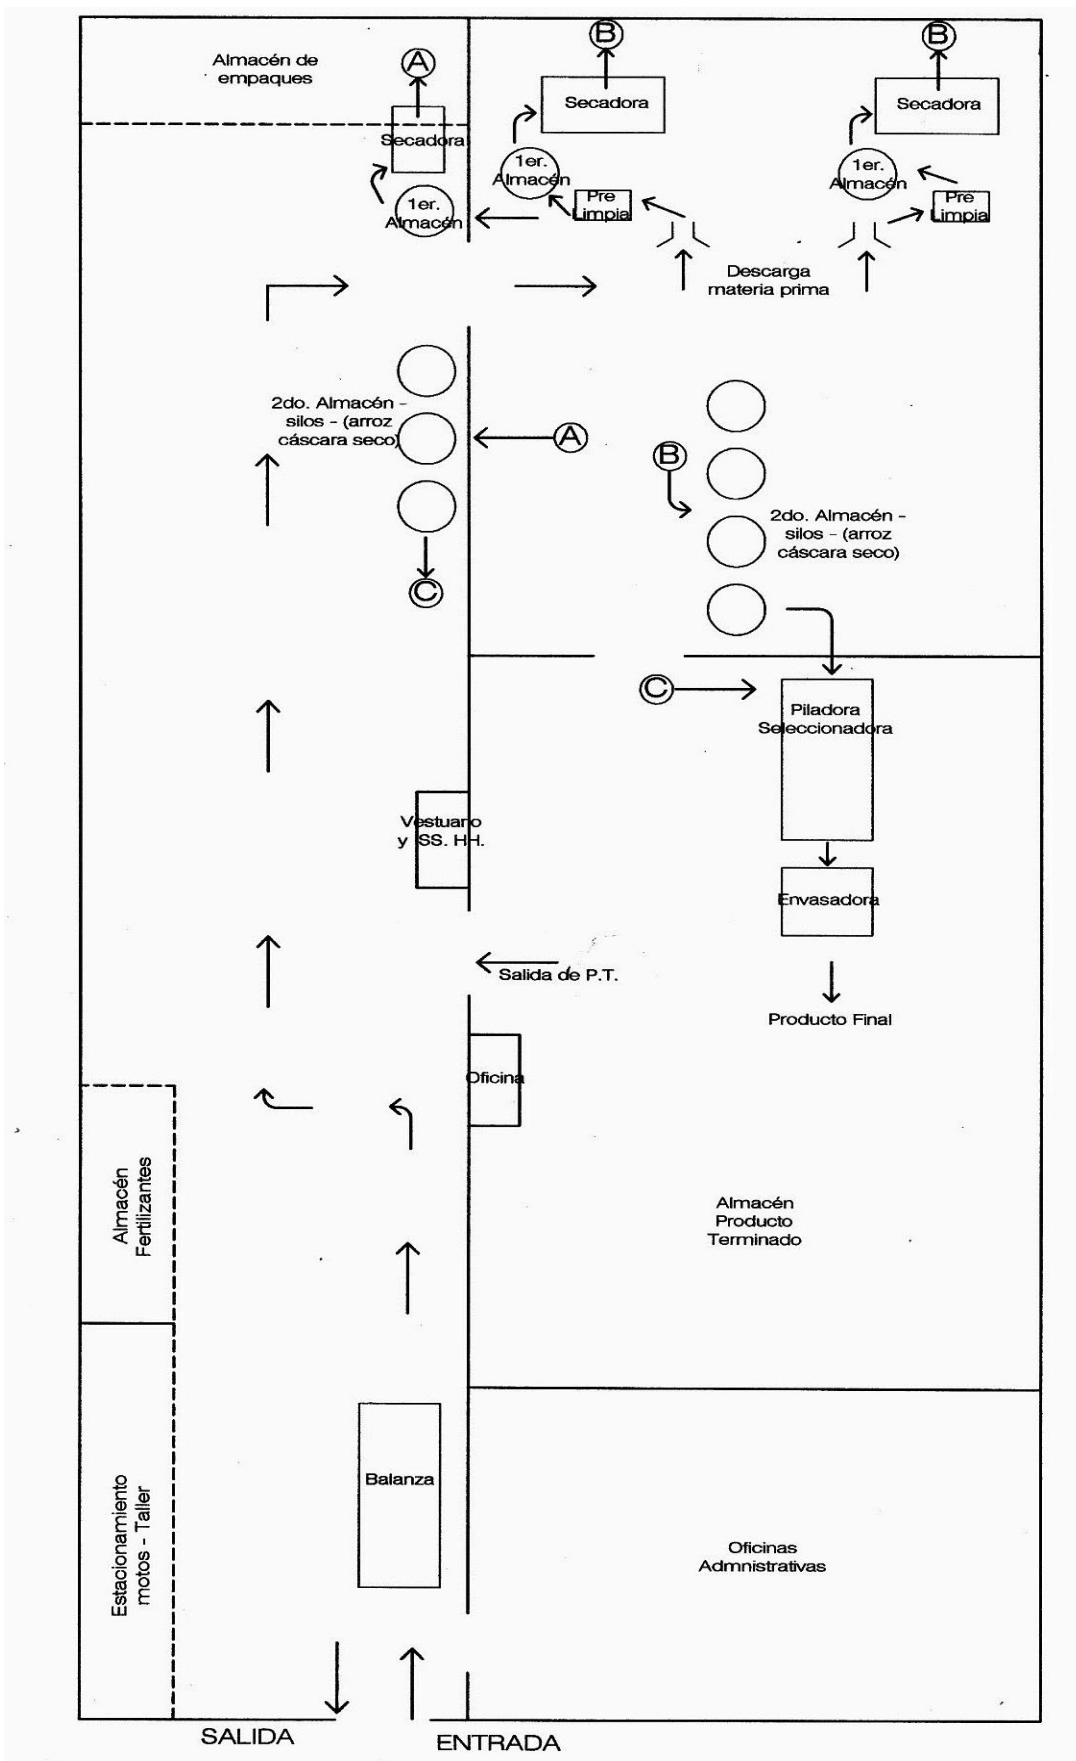 Almacén de
empaques
A
B
B
Secadora
Secadora
Secadora
1er.
Almacén
1er.
Almacén
1er.
Almacén
Pre
Limpia
Pre
Limpia
Descarga
materia prima
2do. Almacén -
silos - (arroz
cáscara seco)
A
B
2do. Almacén -
silos - (arroz
cáscara seco)
C
C
Piladora
Seleccionadora
Vestuario
y SS. HH.
Envasadora
Salida de P.T.
Producto Final
Oficina
Almacén
Fertilizantes
Almacén
Producto
Terminado
Balanza
Estacionamiento
motos - Taller
Oficinas
Admnistrativas
SALIDA
ENTRADA